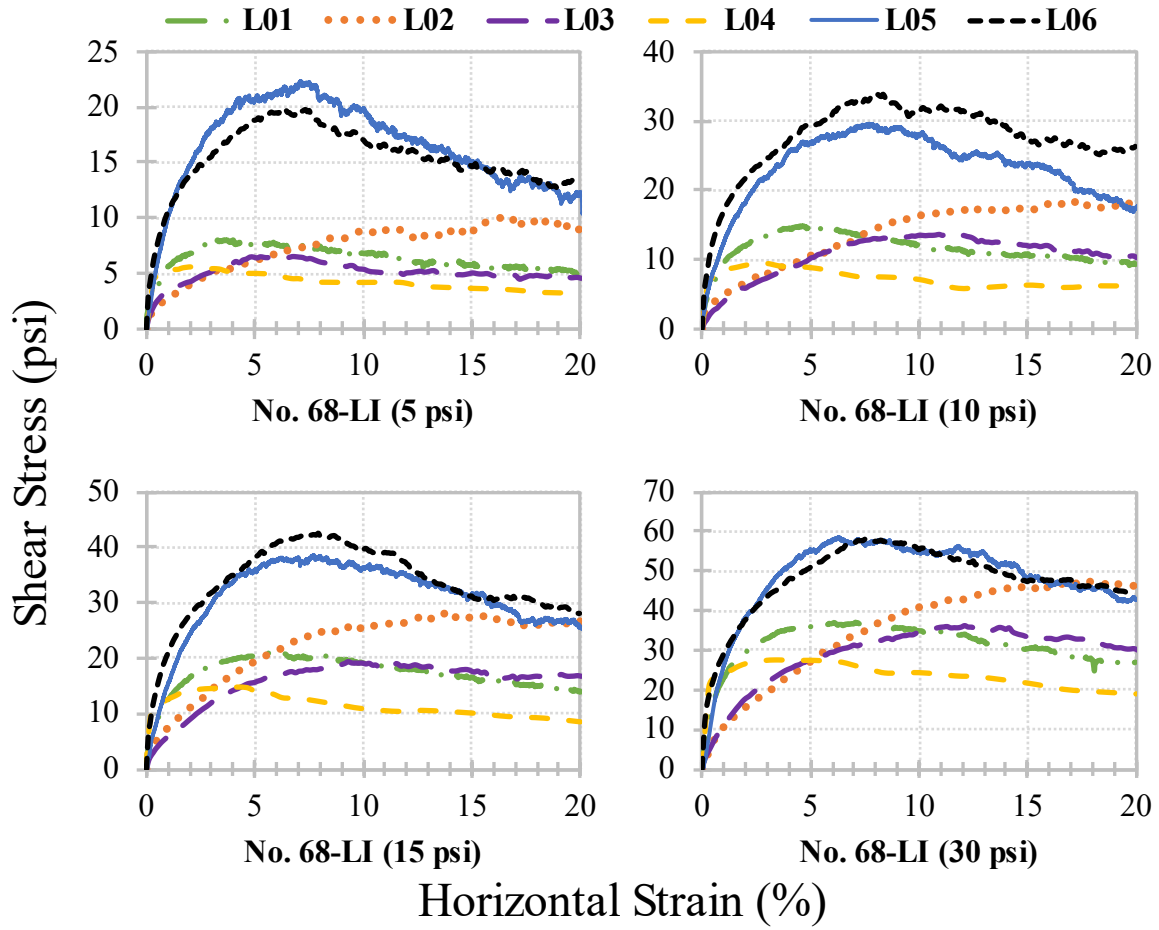 L01 L02 L03 L04 L05 L06
Shear Stress (psi)
25
20
15
10
5
0
0 5 10 15 20
No. 68-LI (5 psi)
40
30
20
10
0
0 5 10 15 20
No. 68-LI (10 psi)
50
40
30
20
10
0
0 5 10 15 20
No. 68-LI (15 psi)
70
60
50
40
30
20
10
0
0 5 10 15 20
No. 68-LI (30 psi)
Horizontal Strain (%)